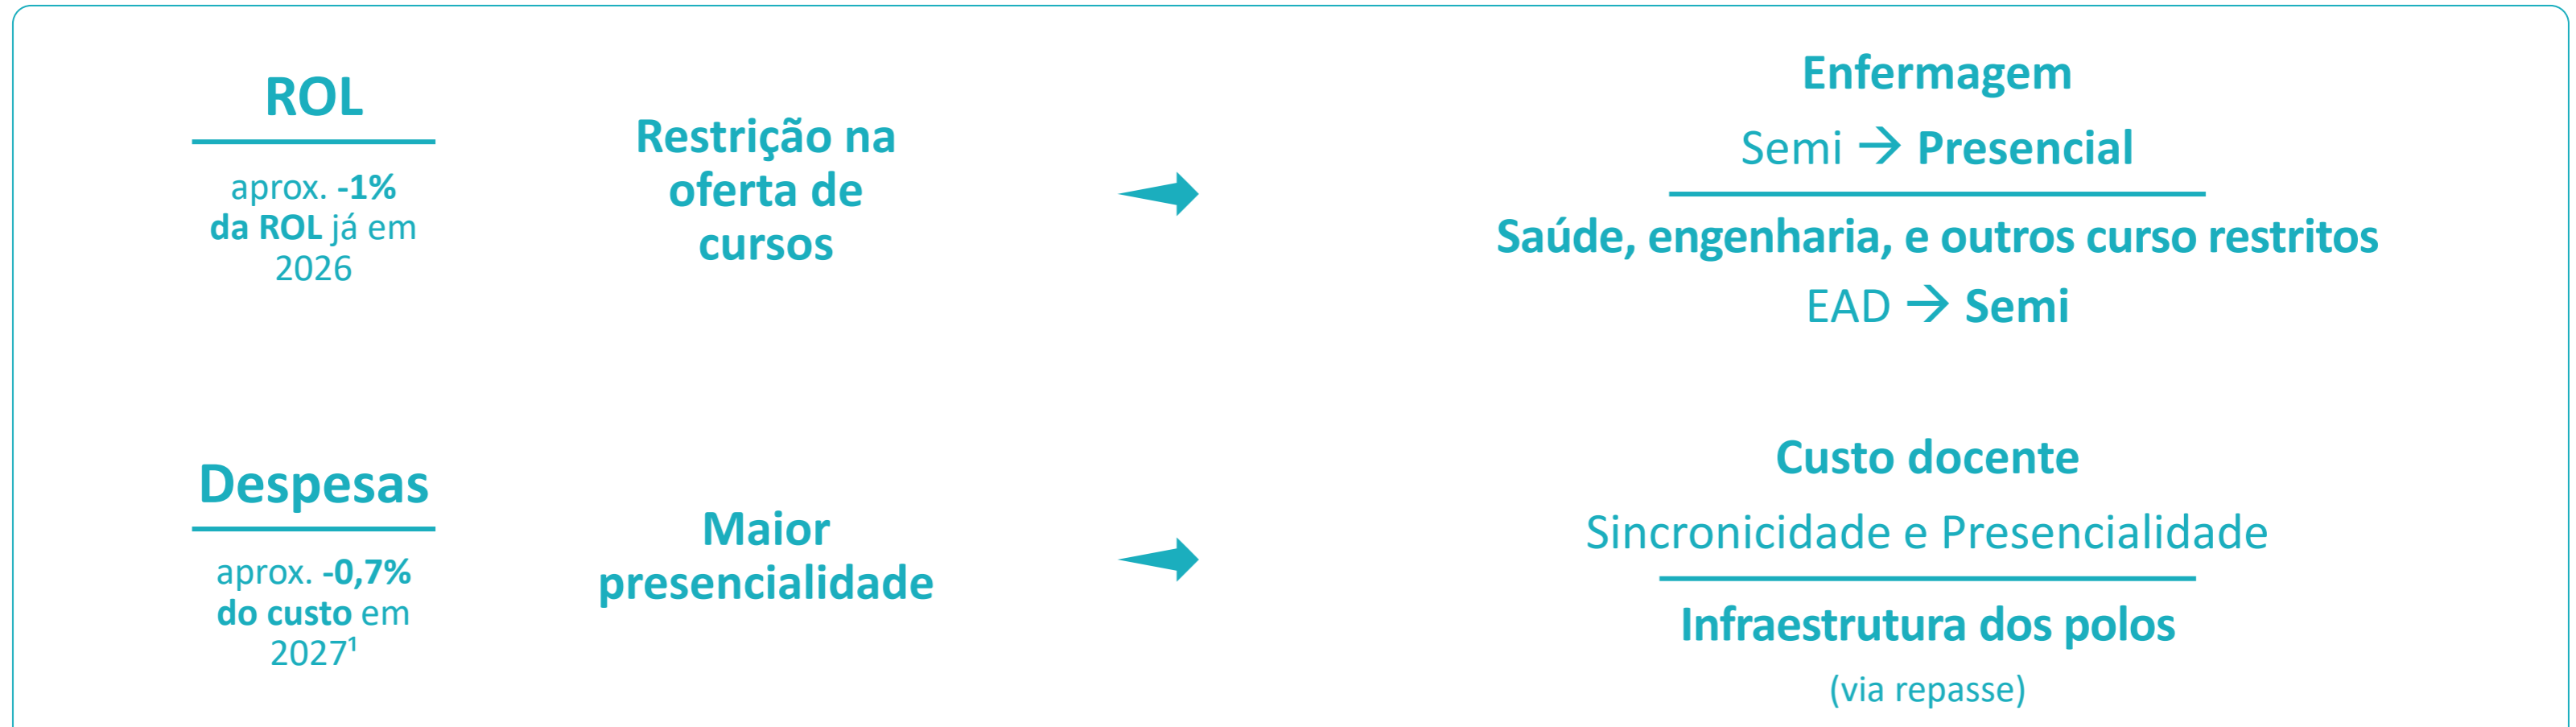 ROL
aprox. -1%
da ROL já em
2026
Restrição na
oferta de
cursos
Enfermagem
Semi → Presencial
Saúde, engenharia, e outros curso restritos
EAD → Semi
Despesas
aprox. -0,7%
do custo em
2027¹
Maior
presencialidade
Custo docente
Sincronicidade e Presencialidade
Infraestrutura dos polos
(via repasse)